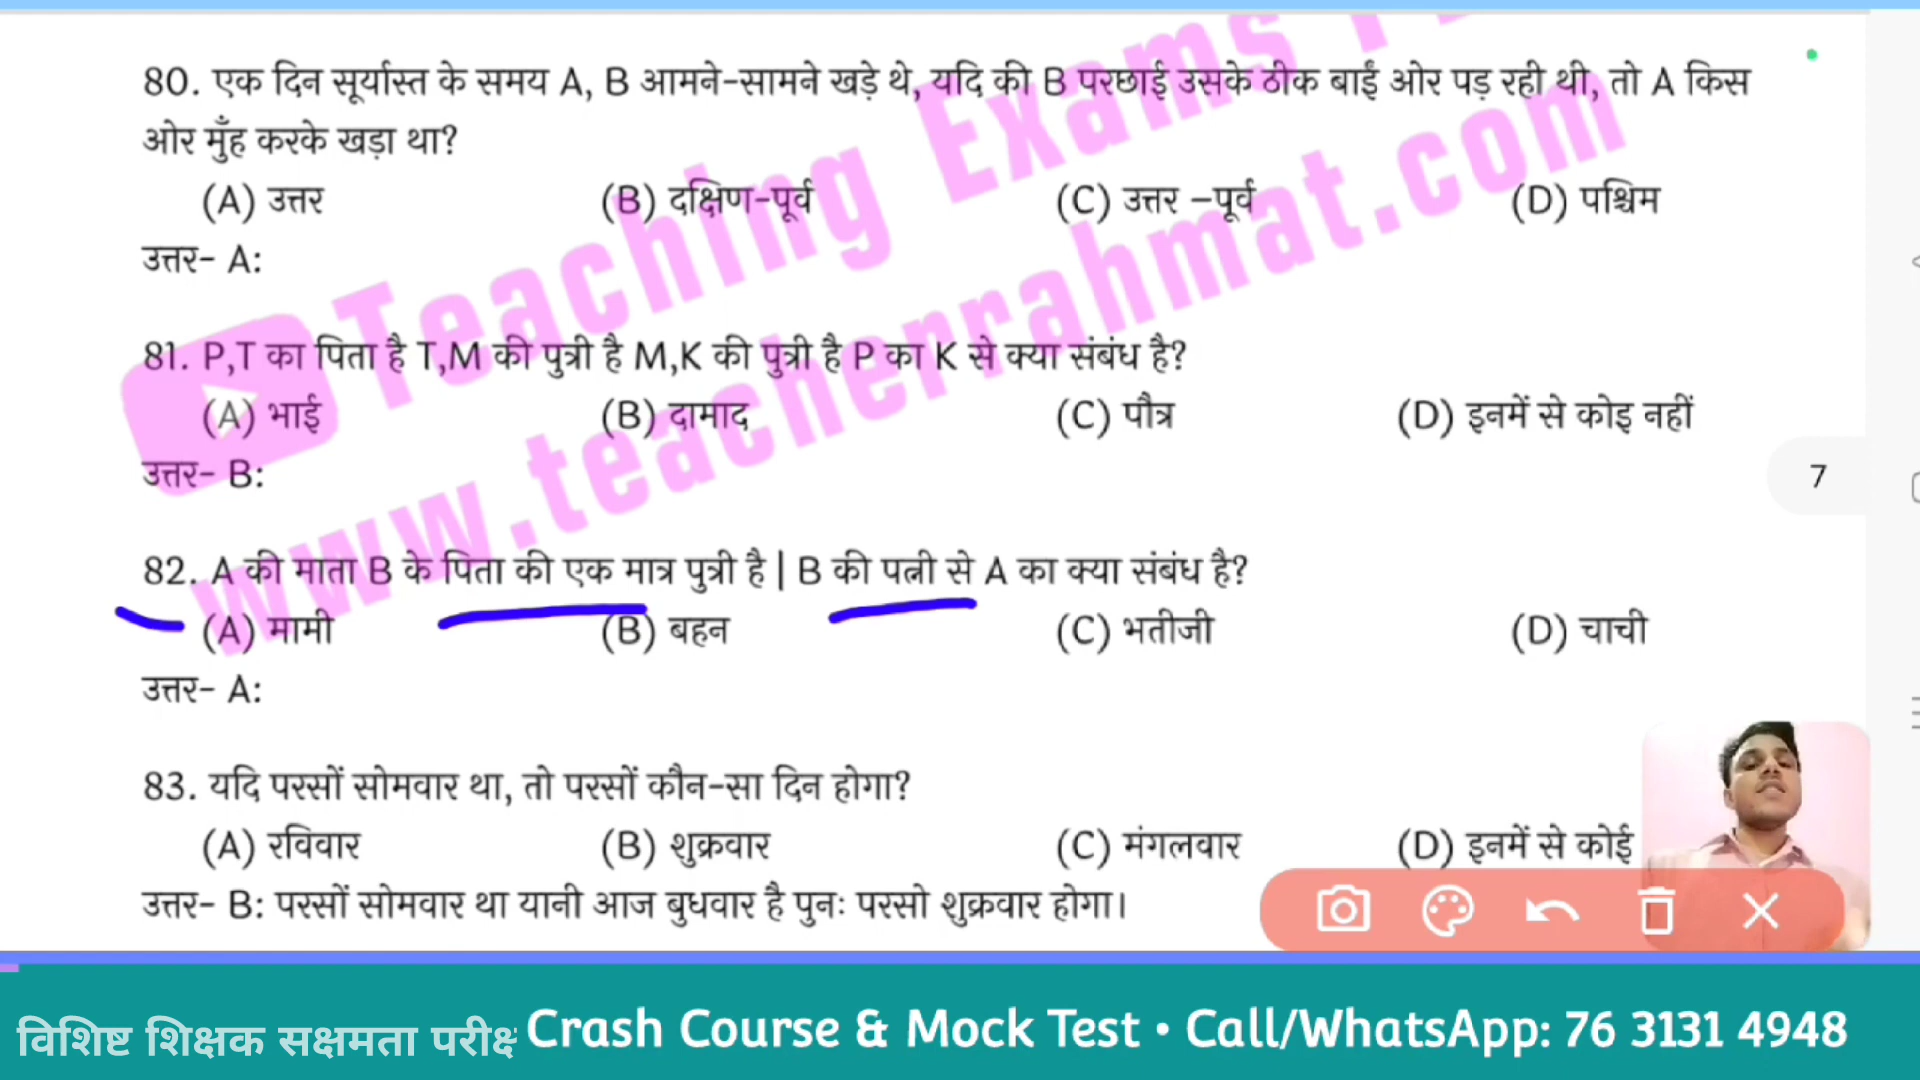 80. एक दिन सूर्यास्त के समय A, B आमने-सामने खड़े थे, यदि की B परछाई उसके ठीक बाईं ओर पड़ रही थी, तो A किस
ओर मुँह करके खड़ा था?
(A) उत्तर (B) दक्षिण-पूर्व (C) उत्तर –पूर्व (D) पश्चिम
उत्तर- A:
81. P,T का पिता है T,M की पुत्री है M,K की पुत्री है P का K से क्या संबंध है?
(A) भाई (B) दामाद (C) पौत्र (D) इनमें से कोइ नहीं
उत्तर- B:
7
82. A की माता B के पिता की एक मात्र पुत्री है | B की पत्नी से A का क्या संबंध है?
(A) मामी (B) बहन (C) भतीजी (D) चाची
उत्तर- A:
83. यदि परसों सोमवार था, तो परसों कौन-सा दिन होगा?
(A) रविवार (B) शुक्रवार (C) मंगलवार (D) इनमें से कोई
उत्तर- B: परसों सोमवार था यानी आज बुधवार है पुनः परसो शुक्रवार होगा।
Teaching Exams
www.teacherrahmat.com
विशिष्ट शिक्षक सक्षमता Crash Course & Mock Test • Call/WhatsApp: 76 3131 4948